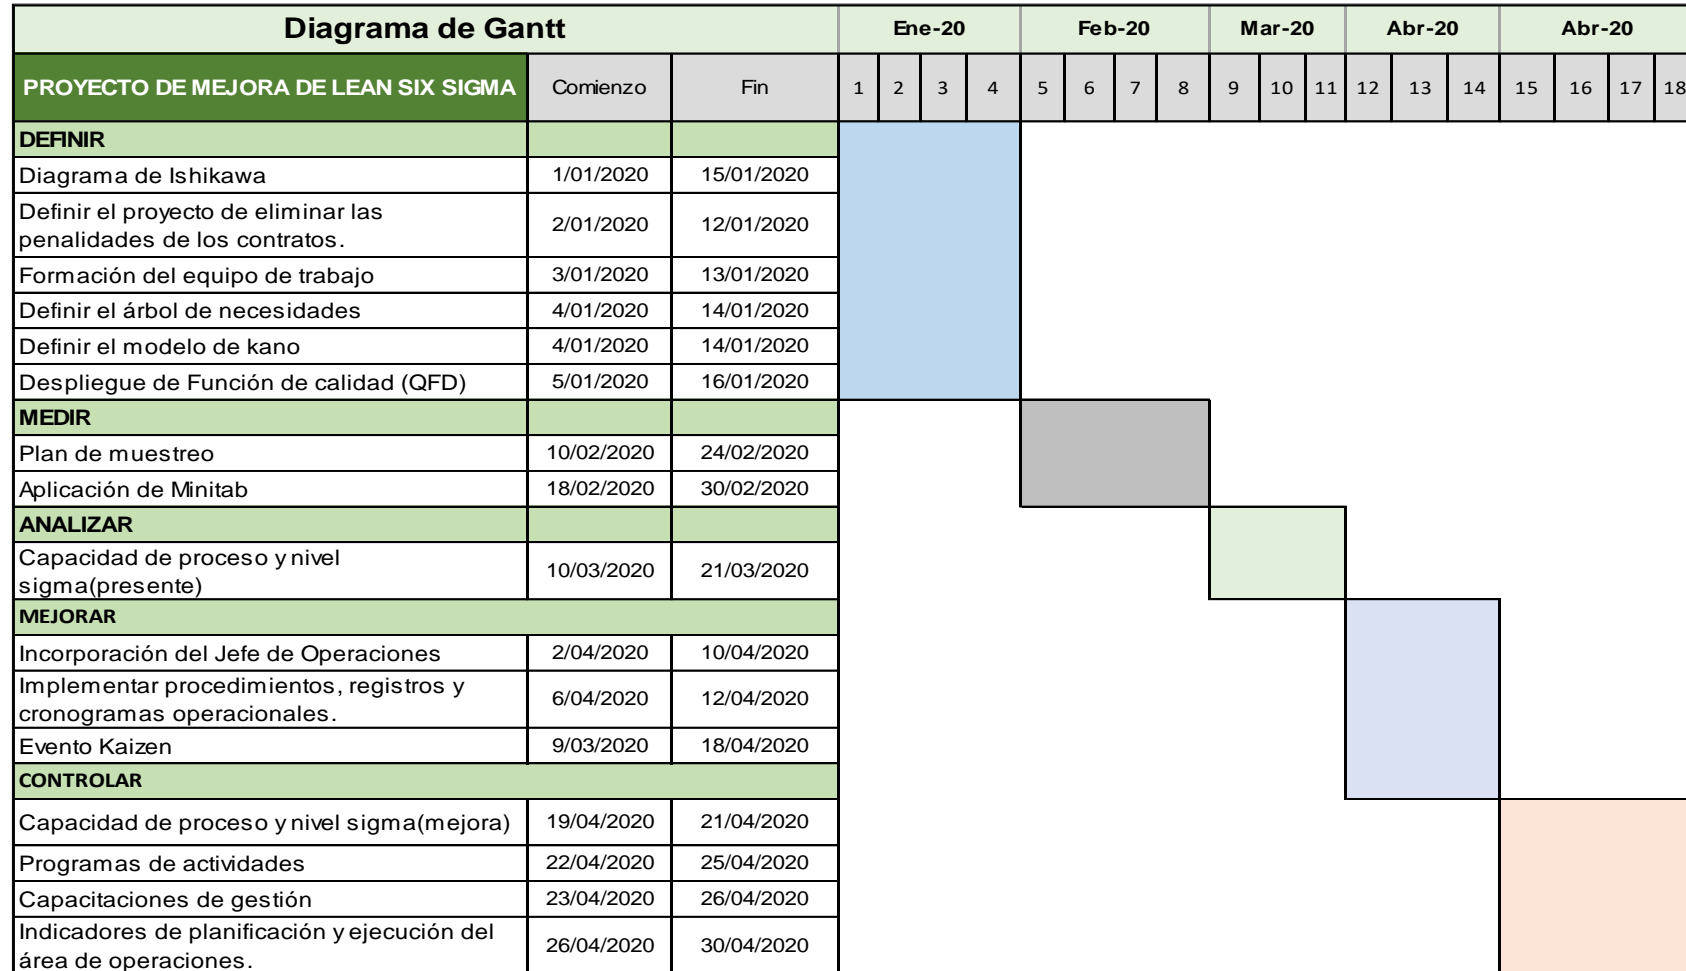 Diagrama de Gantt Ene-20 Feb-20 Mar-20 Abr-20 Abr-20
PROYECTO DE MEJORA DE LEAN SIX SIGMA Comienzo Fin 1 2 3 4 5 6 7 8 9 10 11 12 13 14 15 16 17 18
DEFINIR
Diagrama de Ishikawa 1/01/2020 15/01/2020
Definir el proyecto de eliminar las
penalidades de los contratos. 2/01/2020 12/01/2020
Formación del equipo de trabajo 3/01/2020 13/01/2020
Definir el árbol de necesidades 4/01/2020 14/01/2020
Definir el modelo de kano 4/01/2020 14/01/2020
Despliegue de Función de calidad (QFD) 5/01/2020 16/01/2020
MEDIR
Plan de muestreo 10/02/2020 24/02/2020
Aplicación de Minitab 18/02/2020 30/02/2020
ANALIZAR
Capacidad de proceso y nivel
sigma(presente) 10/03/2020 21/03/2020
MEJORAR
Incorporación del Jefe de Operaciones 2/04/2020 10/04/2020
Implementar procedimientos, registros y
cronogramas operacionales. 6/04/2020 12/04/2020
Evento Kaizen 9/03/2020 18/04/2020
CONTROLAR
Capacidad de proceso y nivel sigma(mejora) 19/04/2020 21/04/2020
Programas de actividades 22/04/2020 25/04/2020
Capacitaciones de gestión 23/04/2020 26/04/2020
Indicadores de planificación y ejecución del
área de operaciones. 26/04/2020 30/04/2020